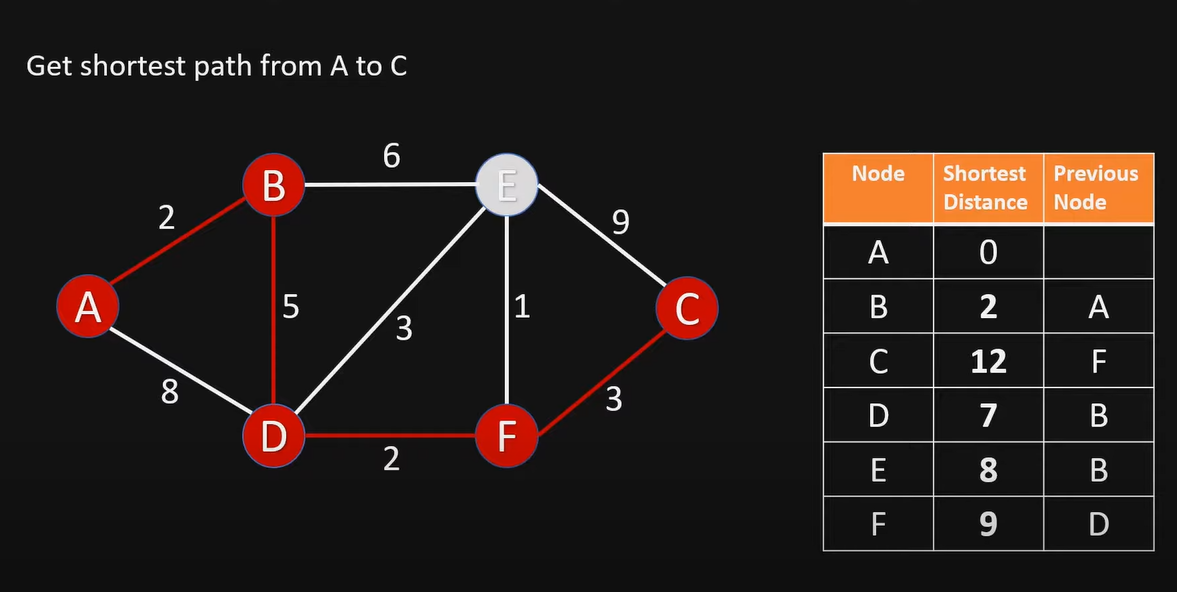 Get shortest path from A to C
6
B
E
2
9
5
1
A
3
C
8
3
D
F
2
Node Shortest Distance Previous Node
A 0
B 2 A
C 12 F
D 7 B
E 8 B
F 9 D